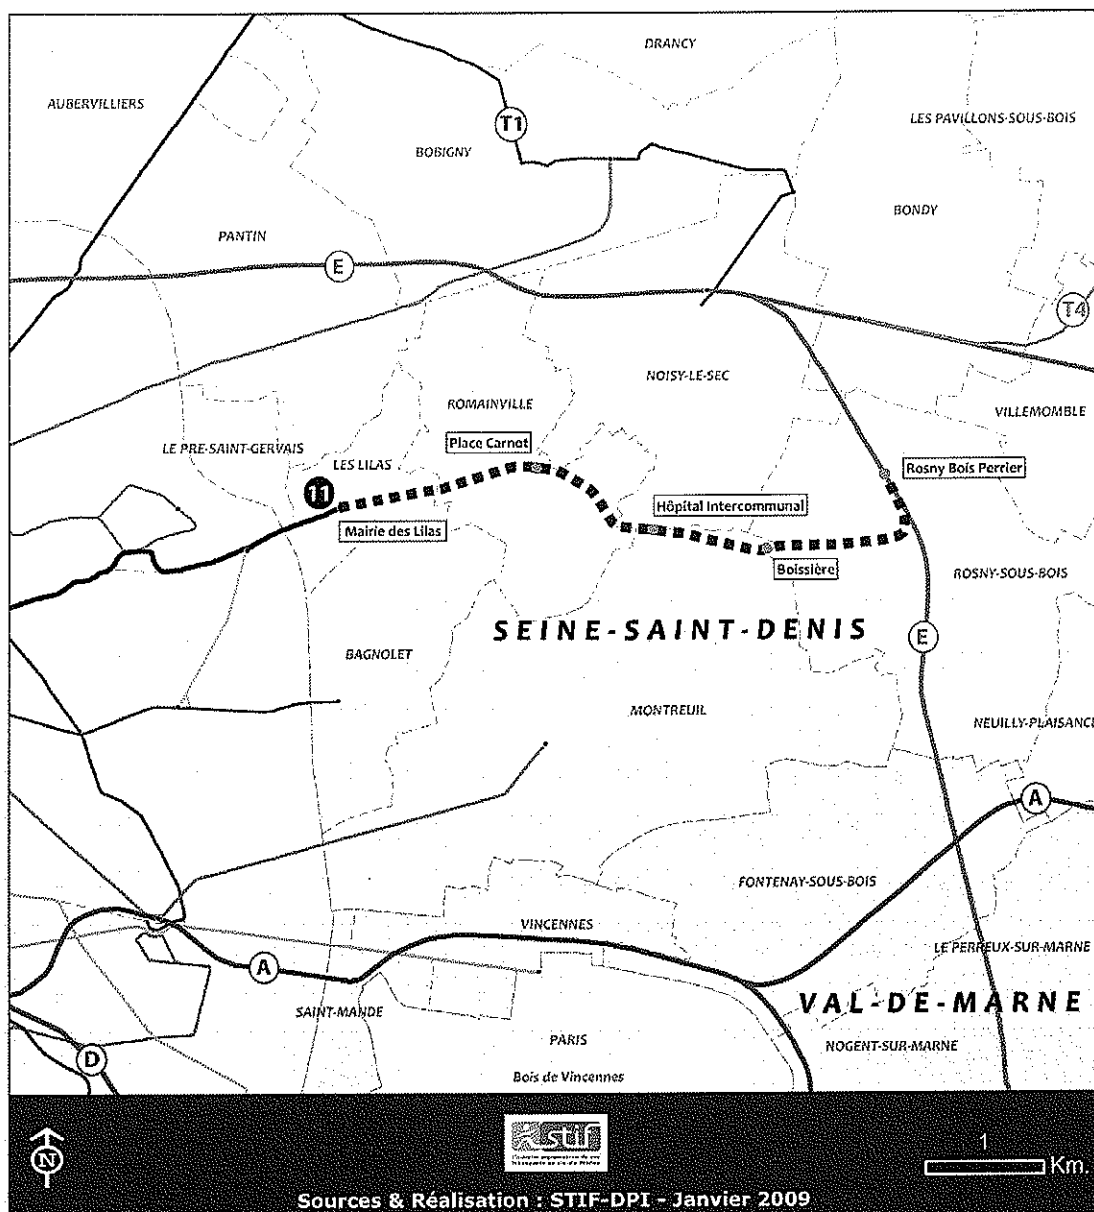 DRANCY
AUBERVILLIERS
T1
LES PAVILLONS-SOUS-BOIS
BOBIGNY
BONDY
PANTIN
E
T4
NOISY-LE-SEC
ROMAINVILLE
VILLEMOMBLE
LE PRE-SAINT-GERVAIS
Place Carnot
LES LILAS
Rosny Bois Perrier
11
Hôpital Intercommunal
Mairie des Lilas
Boissière
ROSNY-SOUS-BOIS
SEINE-SAINT-DENIS
E
BAGNOLET
MONTREUIL
NEUILLY-PLAISANCE
A
FONTENAY-SOUS-BOIS
VINCENNES
LE PERREUX-SUR-MARNE
A
SAINT-MANDE
VAL-DE-MARNE
PARIS
NOGENT-SUR-MARNE
D
Bois de Vincennes
N
stif
1
Km.
Sources & Réalisation : STIF-DPI - Janvier 2009